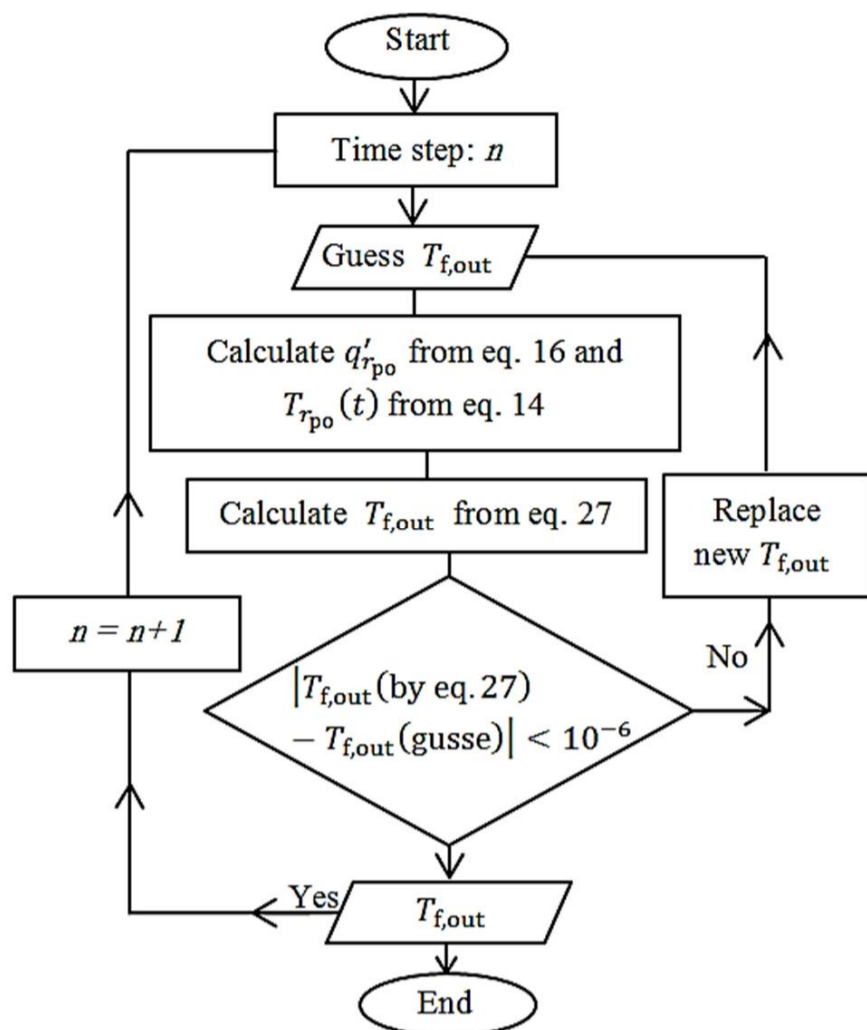 Start
Time step: n
Guess T_f,out
Calculate q′_r_po from eq. 16 and
T_r_po(t) from eq. 14
Calculate T_f,out from eq. 27
Replace
new T_f,out
n = n+1
No
|T_f,out(by eq. 27)
− T_f,out(gusse)| < 10⁻⁶
Yes
T_f,out
End